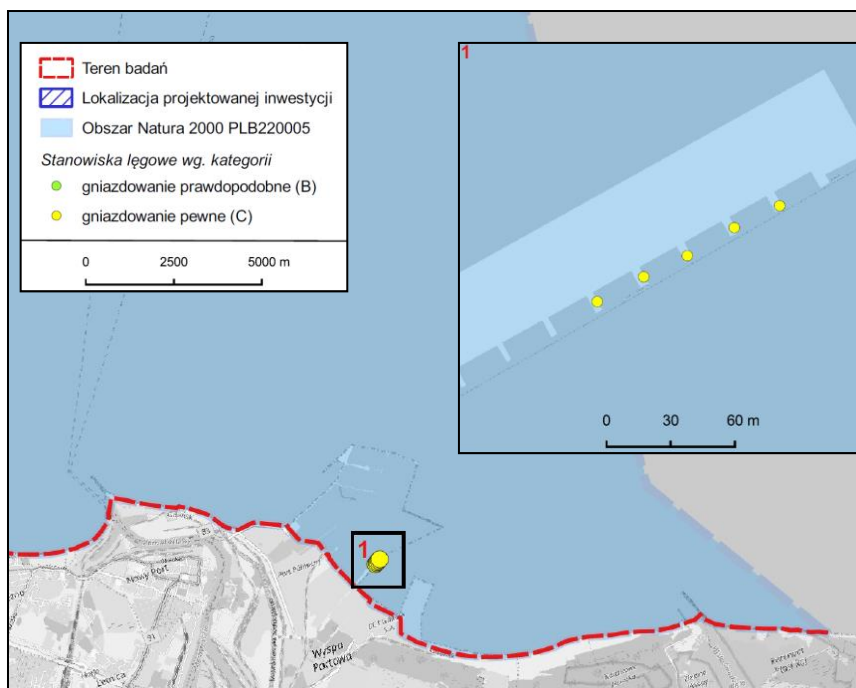 Teren badań
Lokalizacja projektowanej inwestycji
Obszar Natura 2000 PLB220005
Stanowiska lęgowe wg. kategorii
gniazdowanie prawdopodobne (B)
gniazdowanie pewne (C)
0 2500 5000 m
1
0 30 60 m
1
Nowy Port
Wyspa
Portowa